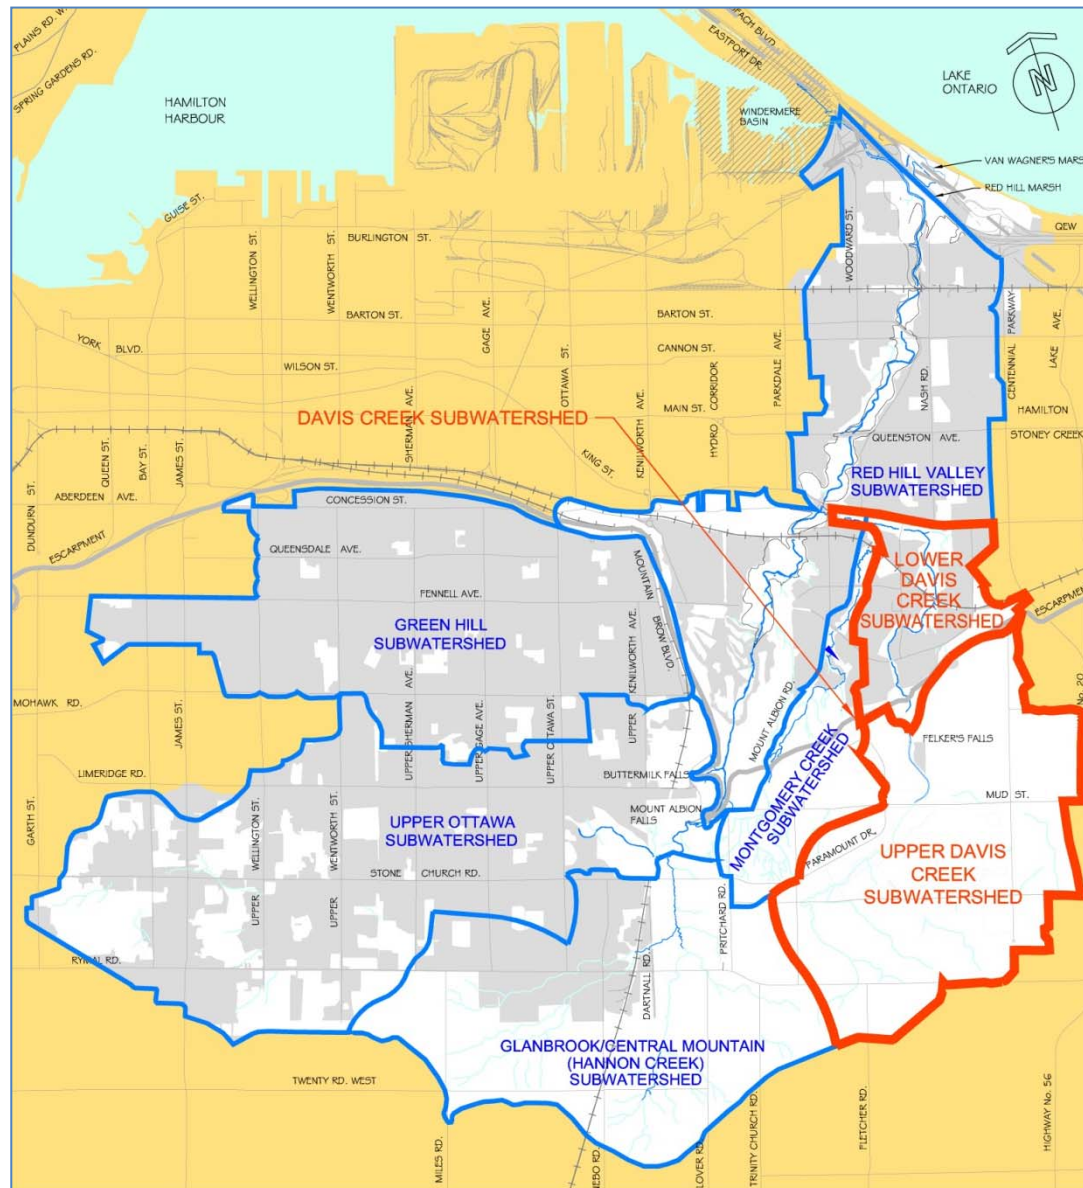 PLAINS RD. W.
SPRING GARDENS RD.
HAMILTON
HARBOUR
BEACH BLVD
EASTPORT DR.
WINDERMERE
BASIN
LAKE
ONTARIO
N
VAN WAGNER'S MARS
RED HILL MARSH
QEW
GUISE ST.
BURLINGTON ST.
WELLINGTON ST.
WENTWORTH ST.
WOODWARD ST.
BARTON ST.
GAGE AVE.
BARTON ST.
YORK BLVD.
WILSON ST.
CANNON ST.
OTTAWA ST.
KENILWORTH AVE.
HYDRO CORRIDOR
PARKDALE AVE.
NASH RD.
CENTENNIAL PARKWAY
LAKE AVE.
MAIN ST.
HAMILTON
STONEY CREEK
DAVIS CREEK SUBWATERSHED
SHERMAN AVE.
KING ST.
QUEENSTON AVE.
DUNDURN ST.
QUEEN ST.
BAY ST.
JAMES ST.
ABERDEEN AVE.
ESCARPMENT
CONCESSION ST.
RED HILL VALLEY
SUBWATERSHED
QUEENSDALE AVE.
MOUNTAIN BROW BLVD.
LOWER
DAVIS
CREEK
SUBWATERSHED
ESCARPMENT
FENNELL AVE.
GREEN HILL
SUBWATERSHED
MOHAWK RD.
JAMES ST.
UPPER SHERMAN AVE.
UPPER GAGE AVE.
UPPER OTTAWA ST.
UPPER KENILWORTH AVE.
MOUNT ALBION RD.
No. 20
LIMERIDGE RD.
BUTTERMILK FALLS
FELKER'S FALLS
GARTH ST.
UPPER WELLINGTON ST.
UPPER WENTWORTH ST.
UPPER OTTAWA
SUBWATERSHED
MOUNT ALBION
FALLS
MONTGOMERY CREEK
SUBWATERSHED
MUD ST.
PARAMOUNT DR.
UPPER DAVIS
CREEK
SUBWATERSHED
STONE CHURCH RD.
PRITCHARD RD.
RYMAL RD.
DARTNALL RD.
GLANBROOK/CENTRAL MOUNTAIN
(HANNON CREEK)
SUBWATERSHED
TWENTY RD. WEST
MILES RD.
NEBO RD.
GLOVER RD.
TRINITY CHURCH RD.
FLETCHER RD.
HIGHWAY No. 56